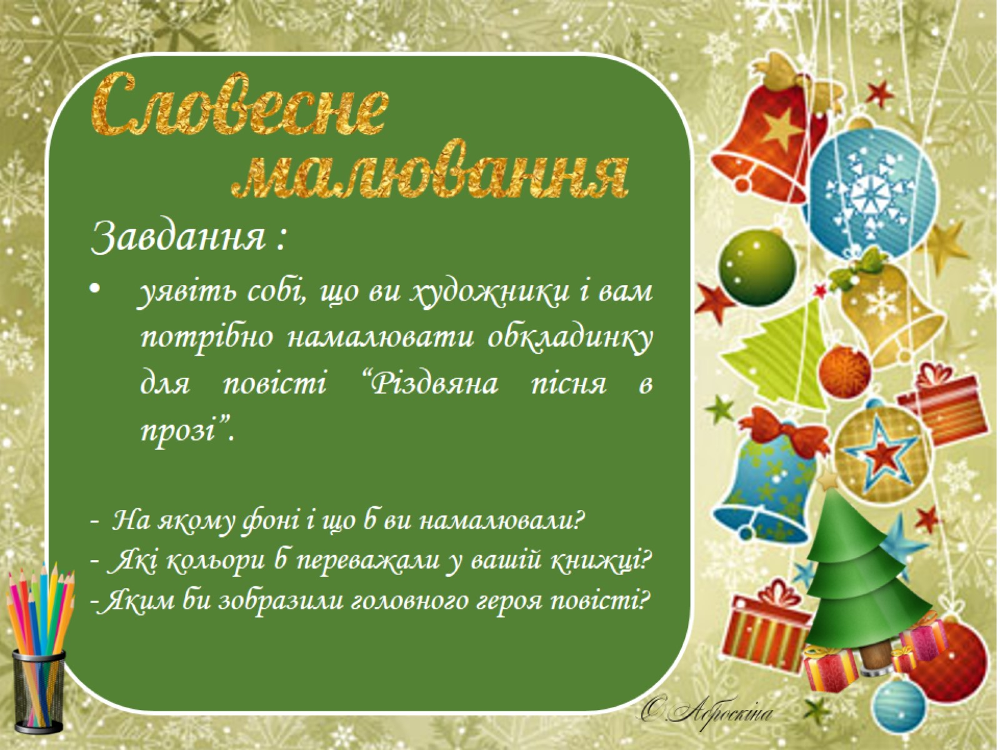 Словесне
малювання
Завдання :
• уявіть собі, що ви художники і вам
потрібно намалювати обкладинку
для повісті “Різдвяна пісня в
прозі”.
- На якому фоні і що б ви намалювали?
- Які кольори б переважали у вашій книжці?
- Яким би зобразили головного героя повісті?
О.Аброскіна